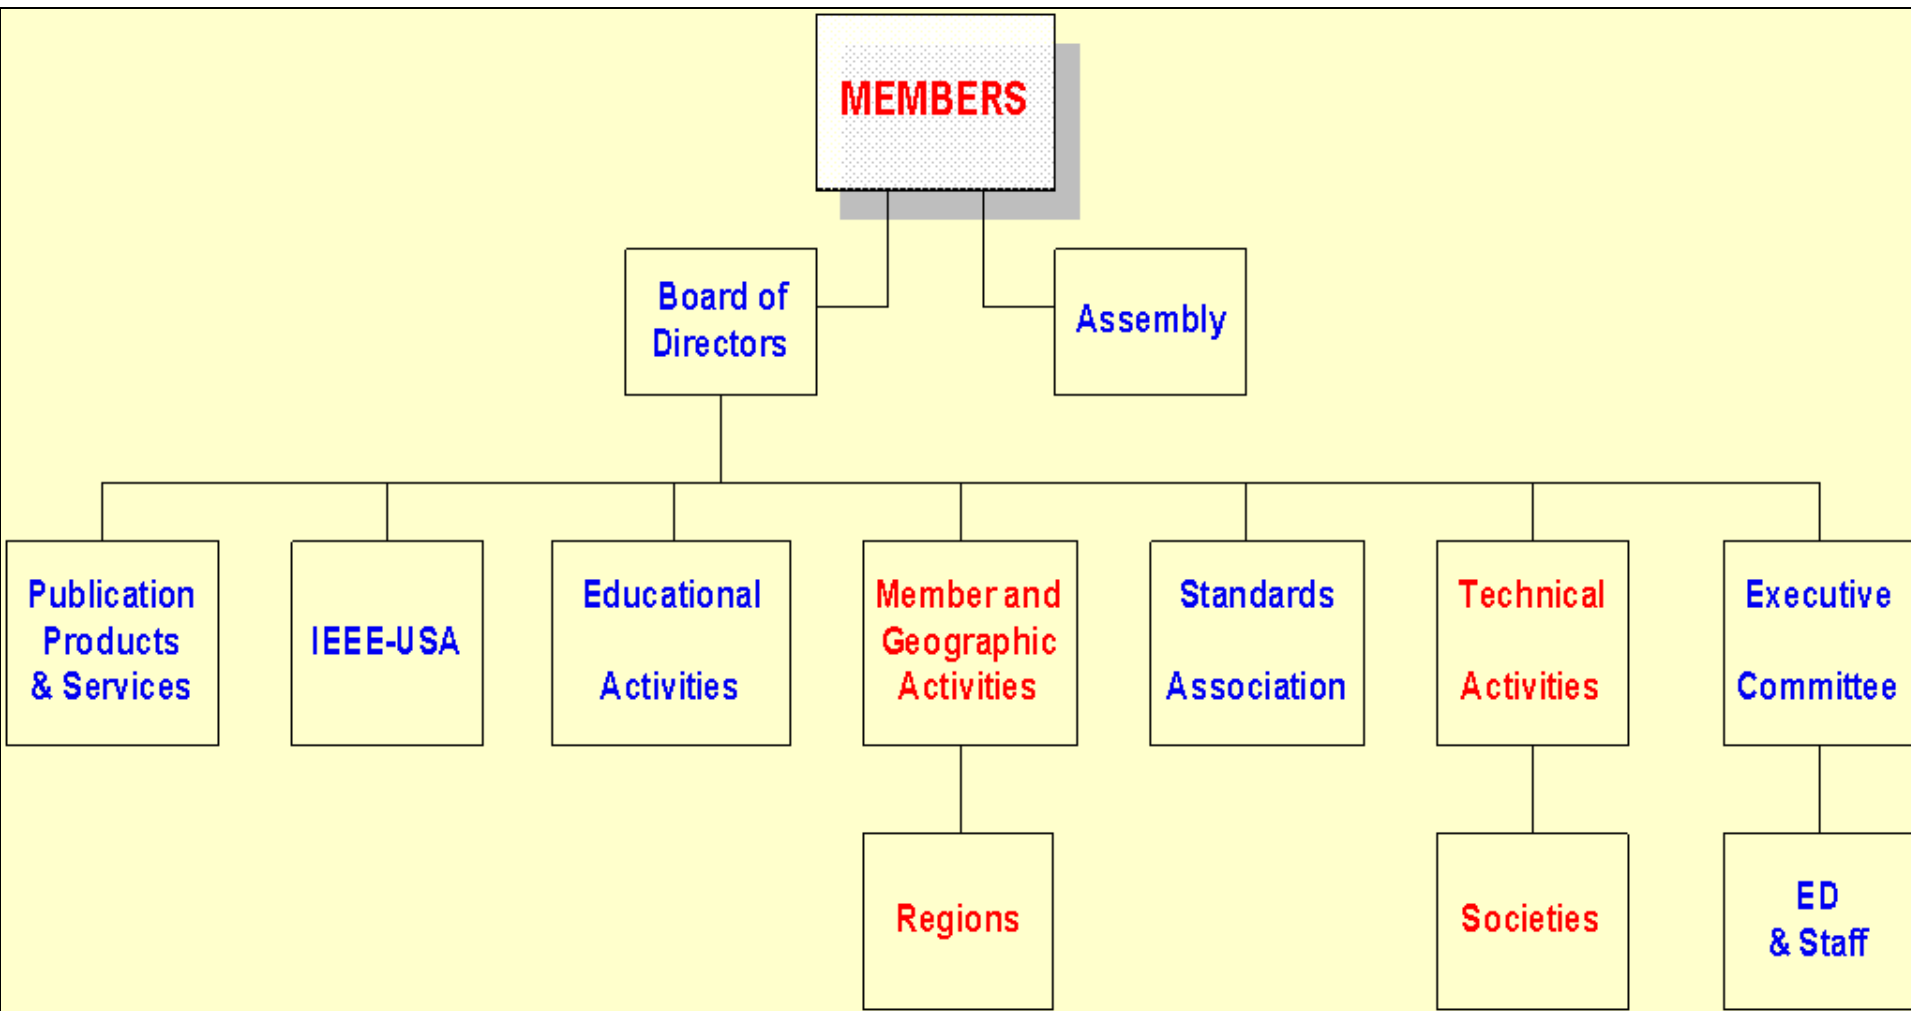 MEMBERS
Board of
Directors
Assembly
Publication
Products
& Services
IEEE-USA
Educational
Activities
Member and
Geographic
Activities
Standards
Association
Technical
Activities
Executive
Committee
Regions
Societies
ED
& Staff